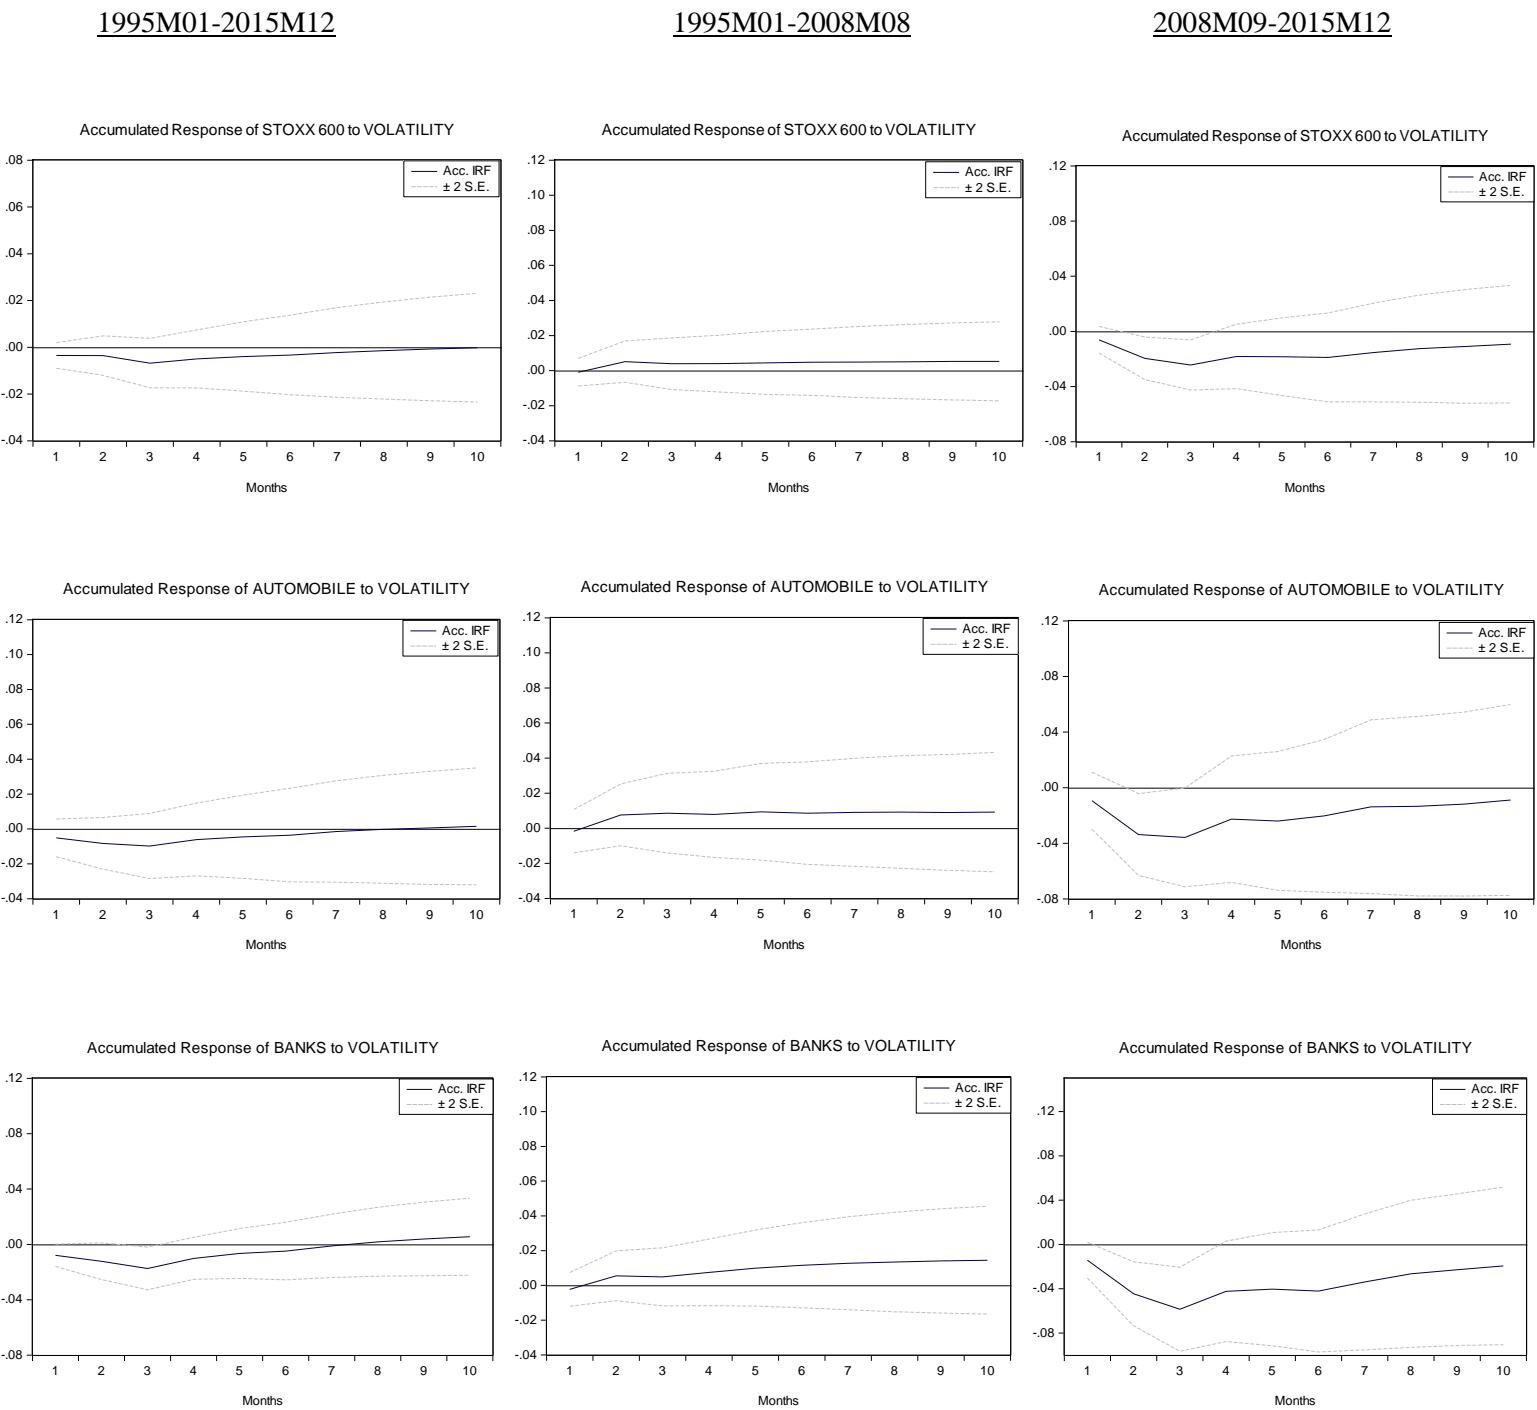 1995M01-2015M12
1995M01-2008M08
2008M09-2015M12
Accumulated Response of STOXX 600 to VOLATILITY
.08
.06
.04
.02
.00
-.02
-.04
Acc. IRF
± 2 S.E.
1 2 3 4 5 6 7 8 9 10
Months
Accumulated Response of STOXX 600 to VOLATILITY
.12
.10
.08
.06
.04
.02
.00
-.02
-.04
Acc. IRF
± 2 S.E.
1 2 3 4 5 6 7 8 9 10
Months
Accumulated Response of STOXX 600 to VOLATILITY
.12
.08
.04
.00
-.04
-.08
Acc. IRF
± 2 S.E.
1 2 3 4 5 6 7 8 9 10
Months
Accumulated Response of AUTOMOBILE to VOLATILITY
.12
.10
.08
.06
.04
.02
.00
-.02
-.04
Acc. IRF
± 2 S.E.
1 2 3 4 5 6 7 8 9 10
Months
Accumulated Response of AUTOMOBILE to VOLATILITY
.12
.10
.08
.06
.04
.02
.00
-.02
-.04
Acc. IRF
± 2 S.E.
1 2 3 4 5 6 7 8 9 10
Months
Accumulated Response of AUTOMOBILE to VOLATILITY
.12
.08
.04
.00
-.04
-.08
Acc. IRF
± 2 S.E.
1 2 3 4 5 6 7 8 9 10
Months
Accumulated Response of BANKS to VOLATILITY
.12
.08
.04
.00
-.04
-.08
Acc. IRF
± 2 S.E.
1 2 3 4 5 6 7 8 9 10
Months
Accumulated Response of BANKS to VOLATILITY
.12
.10
.08
.06
.04
.02
.00
-.02
-.04
Acc. IRF
± 2 S.E.
1 2 3 4 5 6 7 8 9 10
Months
Accumulated Response of BANKS to VOLATILITY
.12
.08
.04
.00
-.04
-.08
Acc. IRF
± 2 S.E.
1 2 3 4 5 6 7 8 9 10
Months